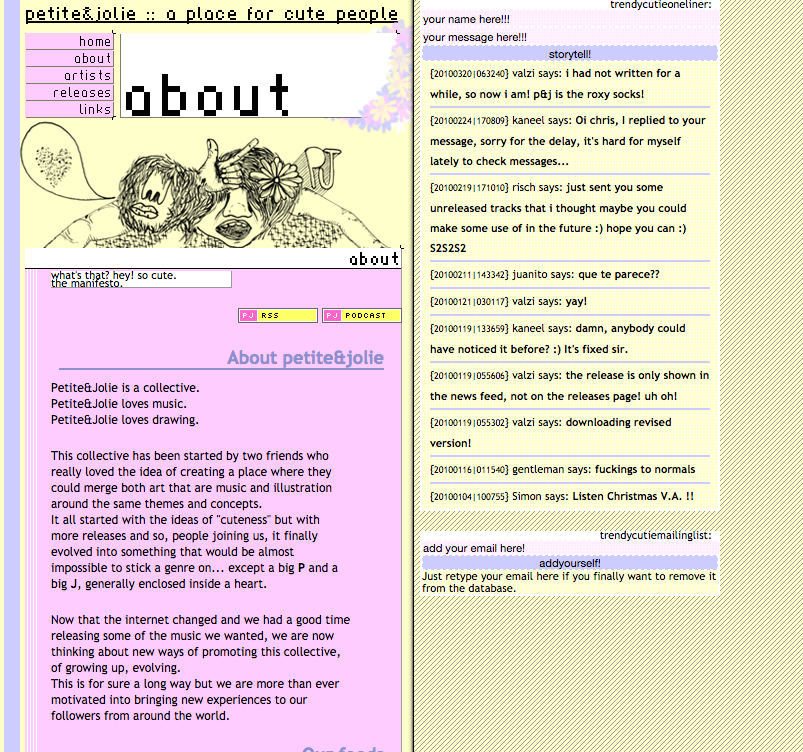 petite&jolie :: a place for cute people
home
about
artists
releases
links
about
PJ
about
what's that? hey! so cute.
the manifesto.
PJ RSS
PJ PODCAST
About petite&jolie
Petite&Jolie is a collective.
Petite&Jolie loves music.
Petite&Jolie loves drawing.
This collective has been started by two friends who
really loved the idea of creating a place where they
could merge both art that are music and illustration
around the same themes and concepts.
It all started with the ideas of "cuteness" but with
more releases and so, people joining us, it finally
evolved into something that would be almost
impossible to stick a genre on... except a big P and a
big J, generally enclosed inside a heart.
Now that the internet changed and we had a good time
releasing some of the music we wanted, we are now
thinking about new ways of promoting this collective,
of growing up, evolving.
This is for sure a long way but we are more than ever
motivated into bringing new experiences to our
followers from around the world.
Our feeds
trendycutieoneliner:
your name here!!!
your message here!!!
storytell!
{20100320|063240} valzi says: i had not written for a
while, so now i am! p&j is the roxy socks!
{20100224|170809} kaneel says: Oi chris, I replied to your
message, sorry for the delay, it's hard for myself
lately to check messages...
{20100219|171010} risch says: just sent you some
unreleased tracks that i thought maybe you could
make some use of in the future :) hope you can :)
S2S2S2
{20100211|143342} juanito says: que te parece??
{20100121|030117} valzi says: yay!
{20100119|133659} kaneel says: damn, anybody could
have noticed it before? :) It's fixed sir.
{20100119|055606} valzi says: the release is only shown in
the news feed, not on the releases page! uh oh!
{20100119|055302} valzi says: downloading revised
version!
{20100116|011540} gentleman says: fuckings to normals
{20100104|100755} Simon says: Listen Christmas V.A. !!
trendycutiemailinglist:
add your email here!
addyourself!
Just retype your email here if you finally want to remove it
from the database.